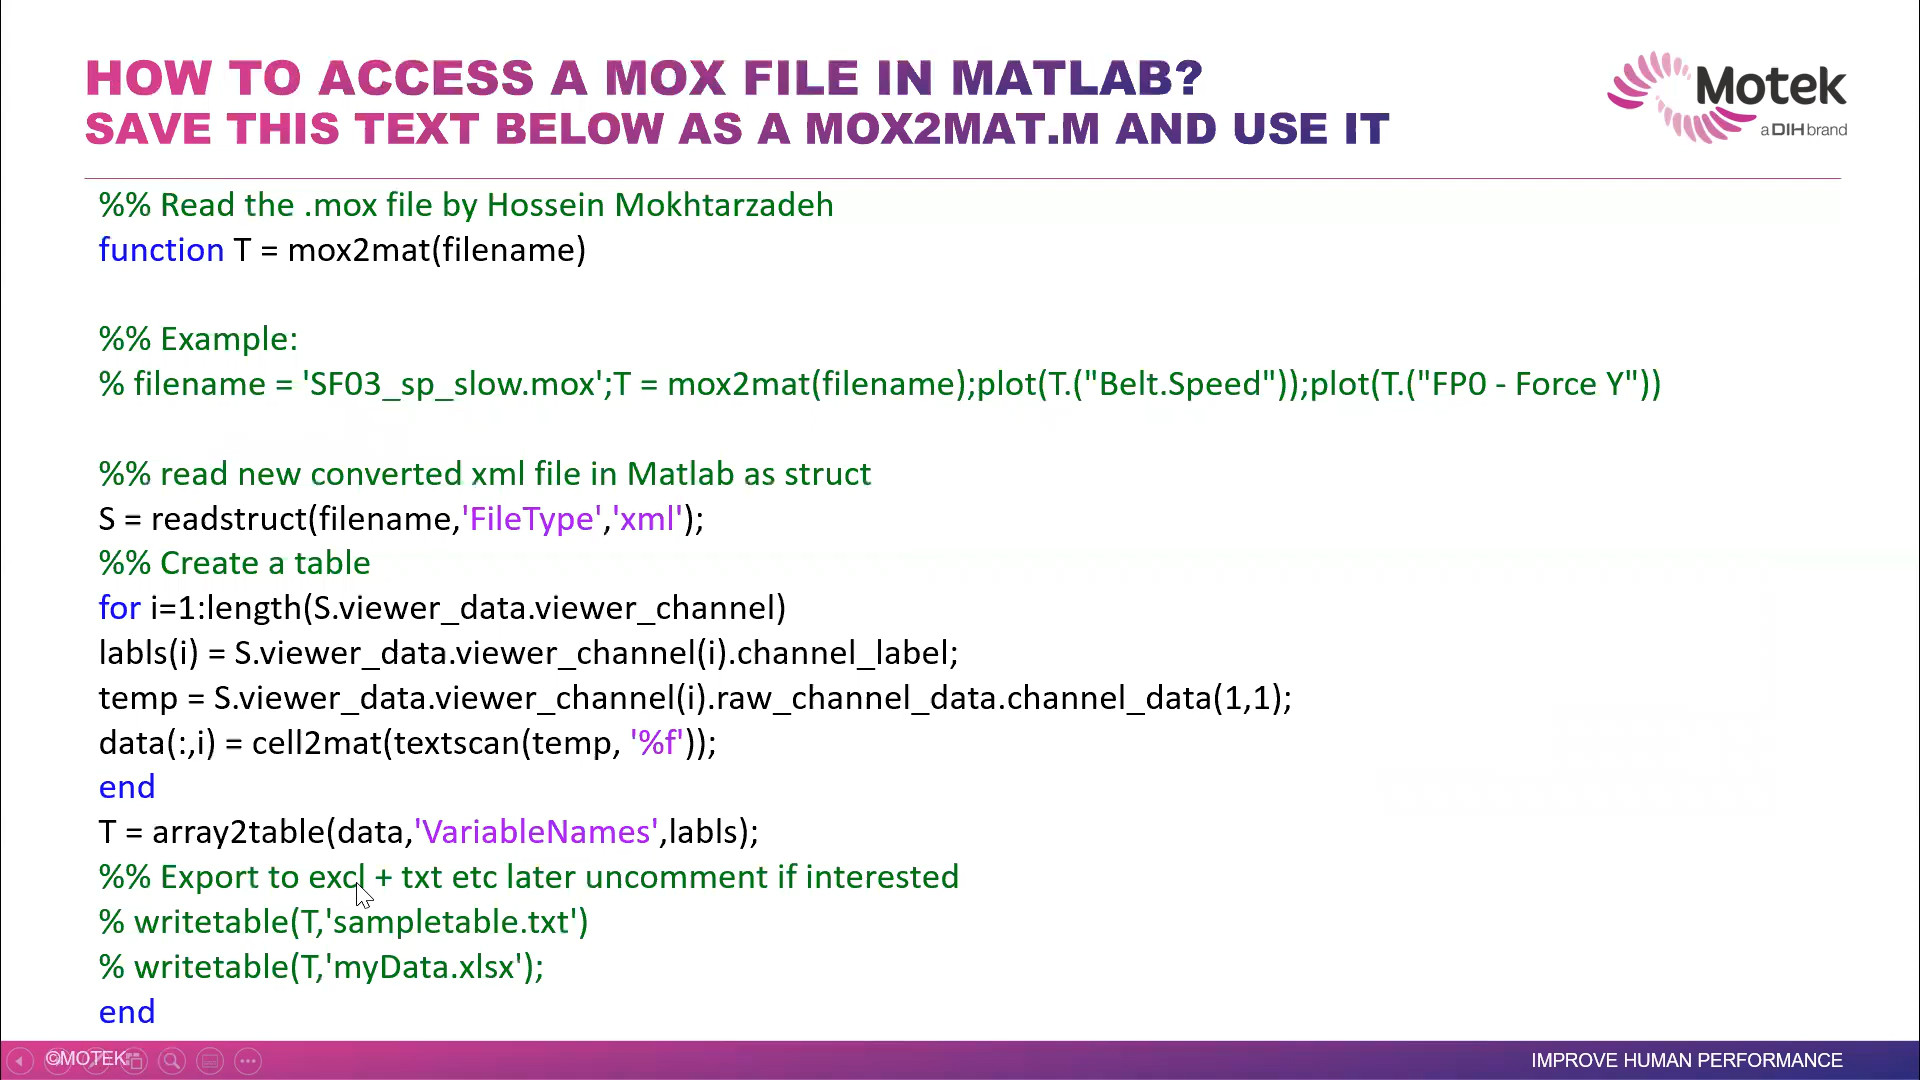 HOW TO ACCESS A MOX FILE IN MATLAB?
SAVE THIS TEXT BELOW AS A MOX2MAT.M AND USE IT
Motek
a DIH brand
%% Read the .mox file by Hossein Mokhtarzadeh
function T = mox2mat(filename)
%% Example:
% filename = 'SF03_sp_slow.mox';T = mox2mat(filename);plot(T.("Belt.Speed"));plot(T.("FP0 - Force Y"))
%% read new converted xml file in Matlab as struct
S = readstruct(filename,'FileType','xml');
%% Create a table
for i=1:length(S.viewer_data.viewer_channel)
labls(i) = S.viewer_data.viewer_channel(i).channel_label;
temp = S.viewer_data.viewer_channel(i).raw_channel_data.channel_data(1,1);
data(:,i) = cell2mat(textscan(temp, '%f'));
end
T = array2table(data,'VariableNames',labls);
%% Export to excl + txt etc later uncomment if interested
% writetable(T,'sampletable.txt')
% writetable(T,'myData.xlsx');
end
©MOTEK
IMPROVE HUMAN PERFORMANCE